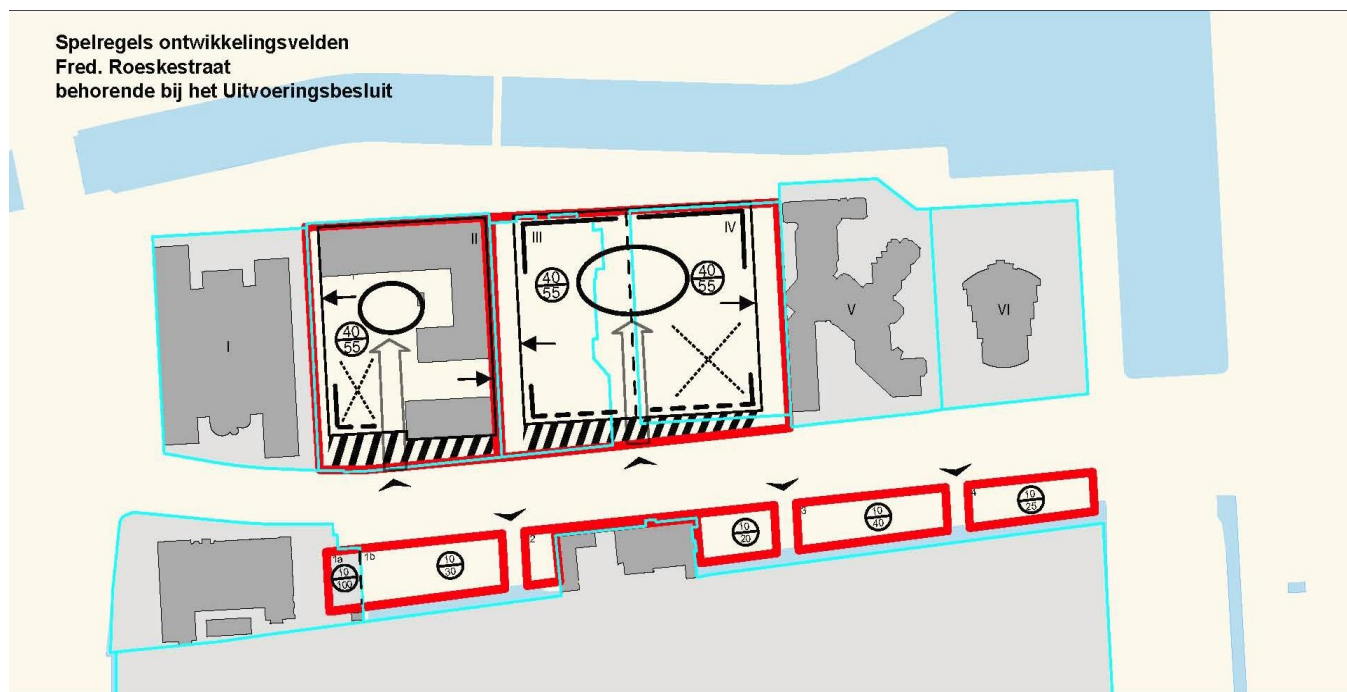 Spelregels ontwikkelingsvelden
Fred. Roeskestraat
behorende bij het Uitvoeringsbesluit
II
III
IV
40
55
40
55
40
55
I
V
VI
4
10
25
3
10
40
10
20
2
1a
1b
10
30
10
100